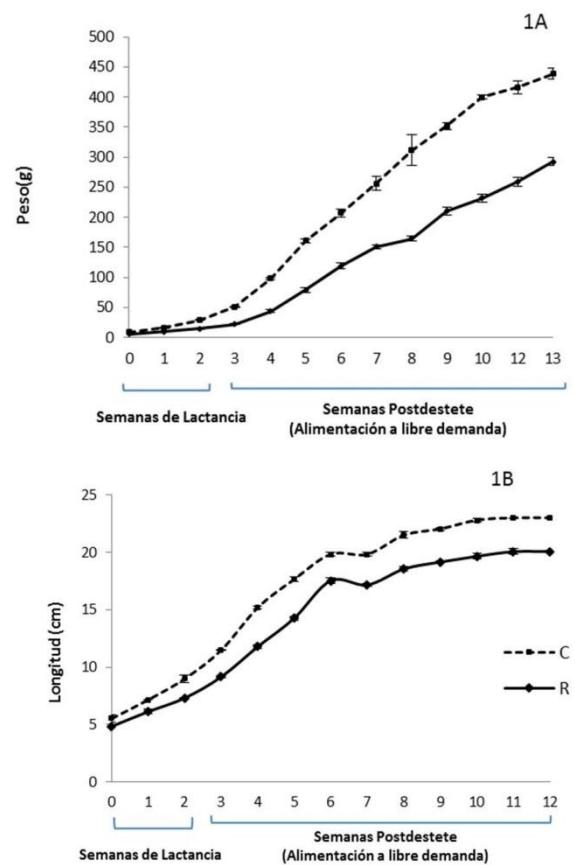 1A
500
450
400
350
300
250
200
150
100
50
0
Peso(g)
0 1 2 3 4 5 6 7 8 9 10 12 13
Semanas de Lactancia
Semanas Postdestete
(Alimentación a libre demanda)
1B
25
20
15
10
5
0
Longitud (cm)
C
R
0 1 2 3 4 5 6 7 8 9 10 11 12
Semanas de Lactancia
Semanas Postdestete
(Alimentación a libre demanda)